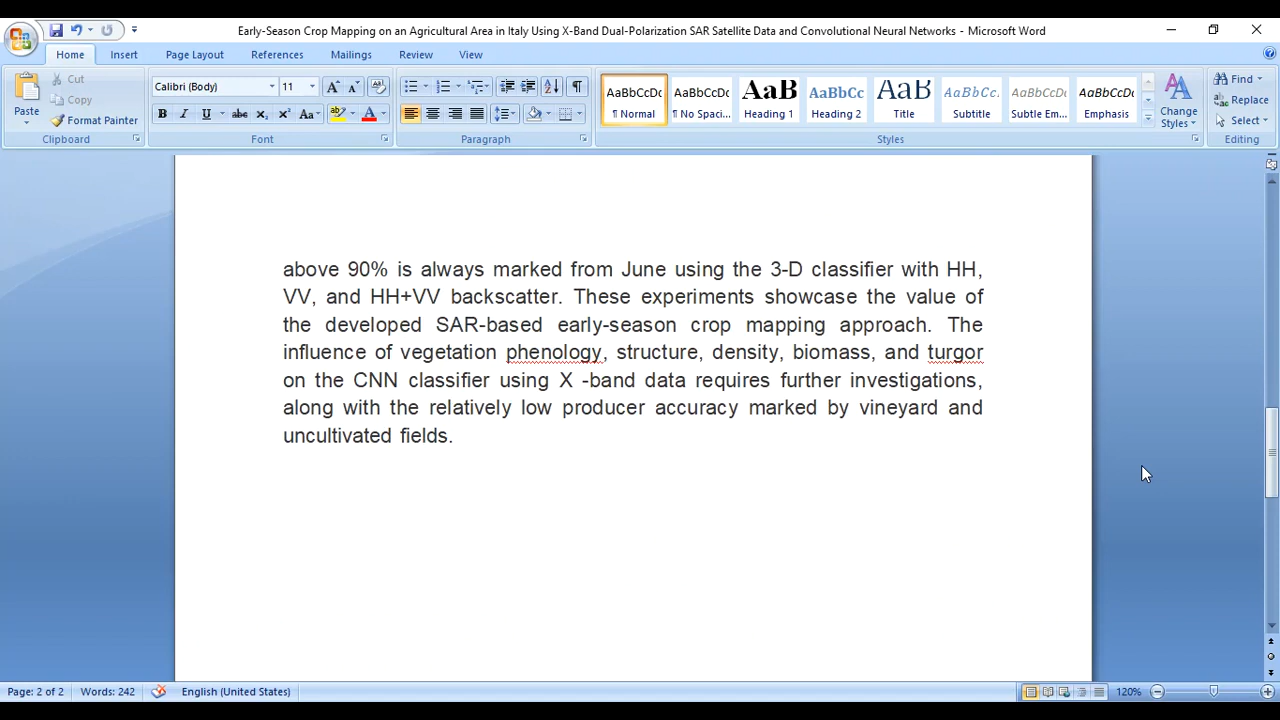 Early-Season Crop Mapping on an Agricultural Area in Italy Using X-Band Dual-Polarization SAR Satellite Data and Convolutional Neural Networks - Microsoft Word
Home Insert Page Layout References Mailings Review View
Paste
Cut
Copy
Format Painter
Clipboard
Calibri (Body) 11
Font
Paragraph
AaBbCcDc AaBbCcDc AaB AaBbCc AaB AaBbCc. AaBbCcDc AaBbCcDc
¶ Normal ¶ No Spaci... Heading 1 Heading 2 Title Subtitle Subtle Em... Emphasis
Change Styles
Styles
Find
Replace
Select
Editing
above 90% is always marked from June using the 3-D classifier with HH,
VV, and HH+VV backscatter. These experiments showcase the value of
the developed SAR-based early-season crop mapping approach. The
influence of vegetation phenology, structure, density, biomass, and turgor
on the CNN classifier using X -band data requires further investigations,
along with the relatively low producer accuracy marked by vineyard and
uncultivated fields.
Page: 2 of 2 Words: 242 English (United States) 120%